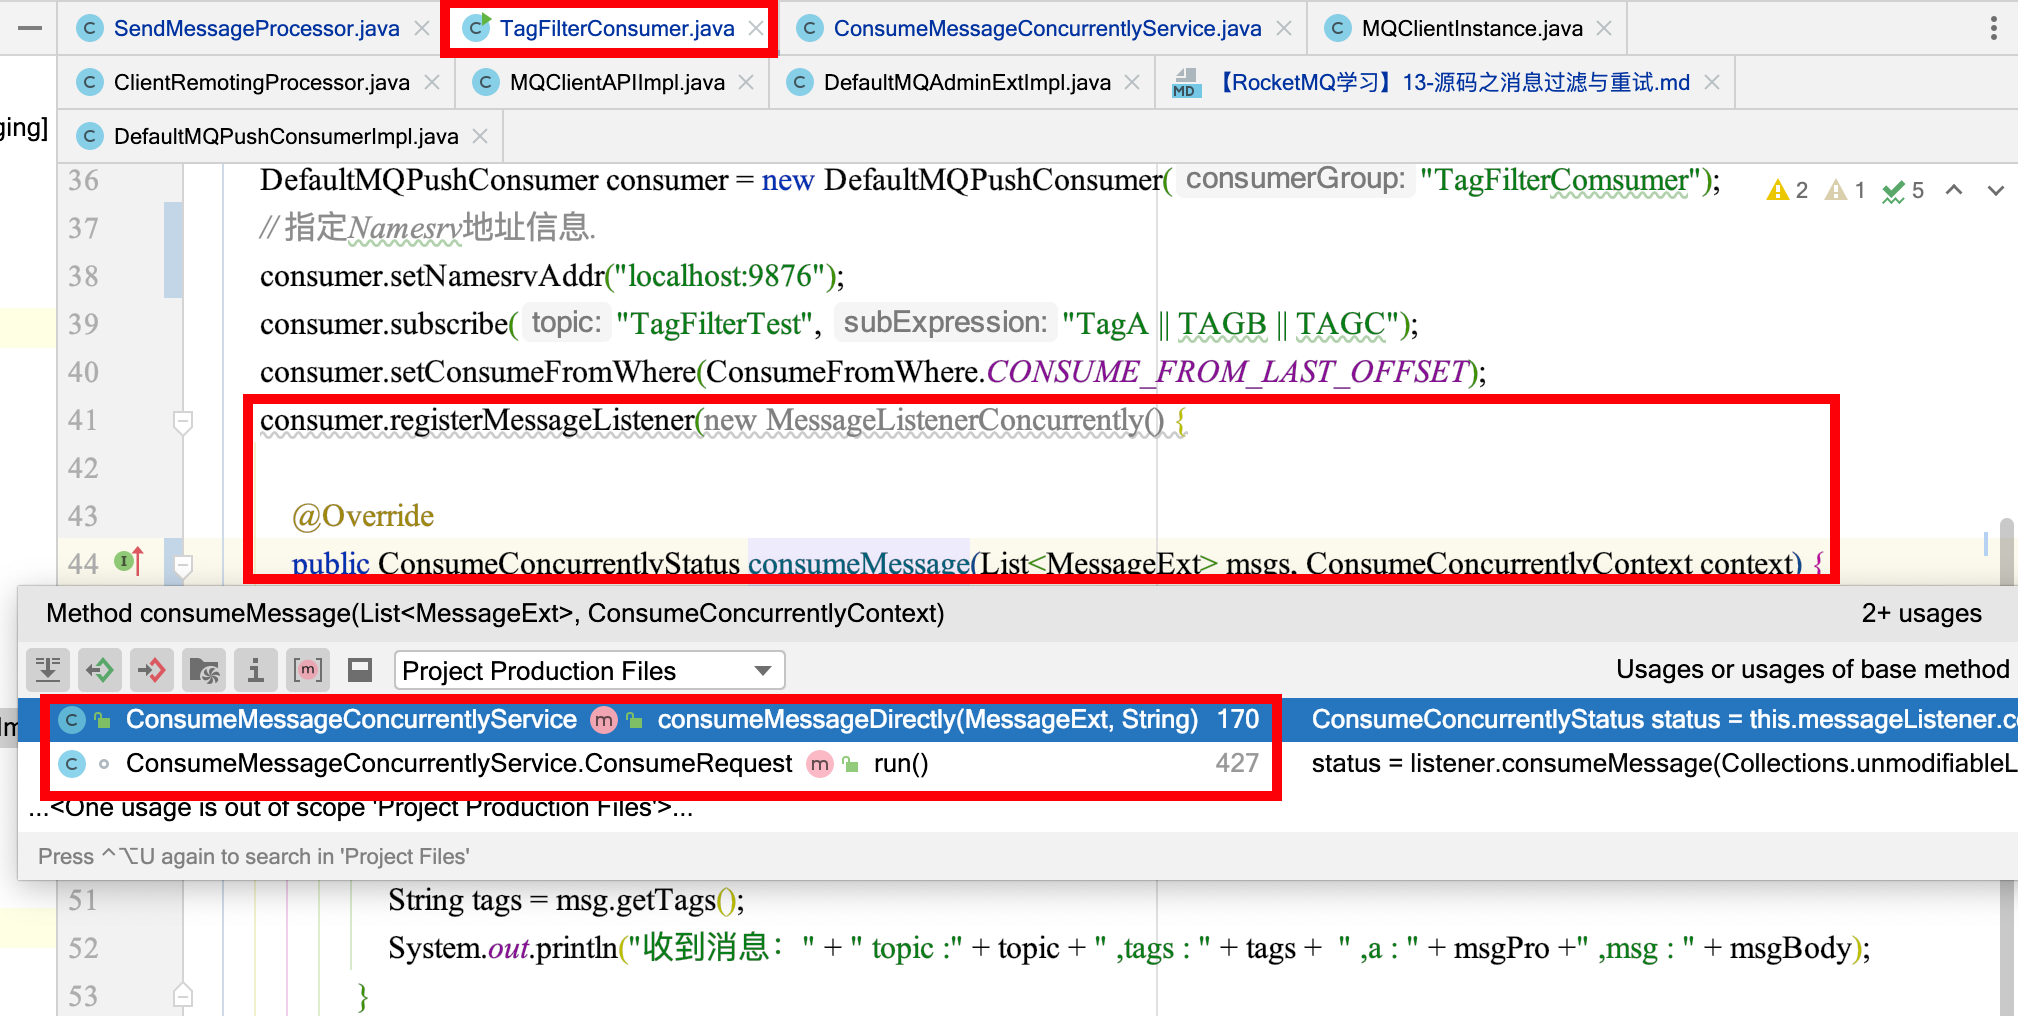 SendMessageProcessor.java TagFilterConsumer.java ConsumeMessageConcurrentlyService.java MQClientInstance.java
ClientRemotingProcessor.java MQClientAPIImpl.java DefaultMQAdminExtImpl.java MD 【RocketMQ学习】13-源码之消息过滤与重试.md
ging] DefaultMQPushConsumerImpl.java
36 DefaultMQPushConsumer consumer = new DefaultMQPushConsumer( consumerGroup: "TagFilterComsumer"); 2 1 5
37 // 指定Namesrv地址信息.
38 consumer.setNamesrvAddr("localhost:9876");
39 consumer.subscribe( topic: "TagFilterTest", subExpression: "TagA || TAGB || TAGC");
40 consumer.setConsumeFromWhere(ConsumeFromWhere.CONSUME_FROM_LAST_OFFSET);
41 consumer.registerMessageListener(new MessageListenerConcurrently() {
42
43 @Override
44 public ConsumeConcurrentlyStatus consumeMessage(List<MessageExt> msgs, ConsumeConcurrentlyContext context) {
Method consumeMessage(List<MessageExt>, ConsumeConcurrentlyContext) 2+ usages
Project Production Files Usages or usages of base method
Im ConsumeMessageConcurrentlyService consumeMessageDirectly(MessageExt, String) 170 ConsumeConcurrentlyStatus status = this.messageListener.c
ConsumeMessageConcurrentlyService.ConsumeRequest run() 427 status = listener.consumeMessage(Collections.unmodifiableL
...<One usage is out of scope 'Project Production Files'>...
Press ^⌥U again to search in 'Project Files'
51 String tags = msg.getTags();
52 System.out.println("收到消息： " + " topic :" + topic + " ,tags : " + tags + " ,a : " + msgPro +" ,msg : " + msgBody);
53 }